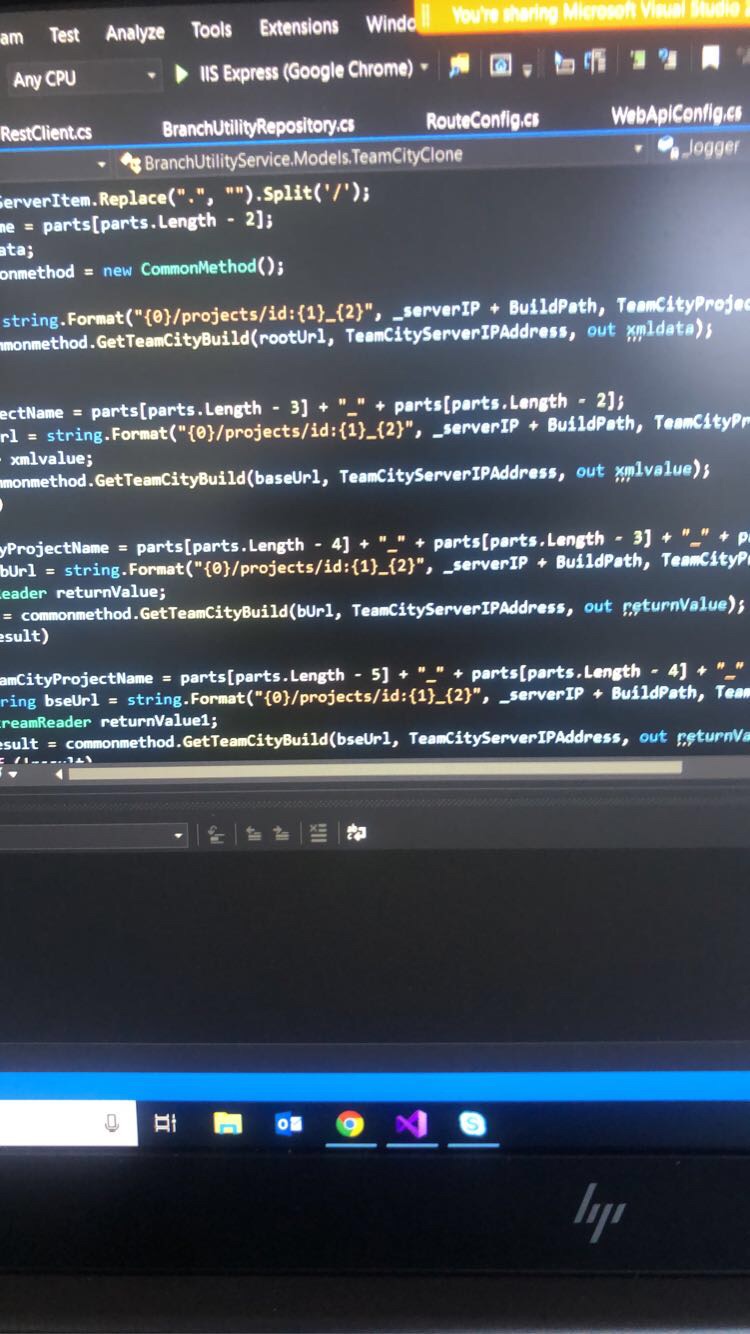 am Test Analyze Tools Extensions Windo
You're sharing Microsoft Visual Studio
Any CPU IIS Express (Google Chrome)
RestClient.cs BranchUtilityRepository.cs RouteConfig.cs WebApiConfig.cs
BranchUtilityService.Models.TeamCityClone _logger
ServerItem.Replace(".", "").Split('/');
me = parts[parts.Length - 2];
ata;
onmethod = new CommonMethod();
string.Format("{0}/projects/id:{1}_{2}", _serverIP + BuildPath, TeamCityProjec
mmonmethod.GetTeamCityBuild(rootUrl, TeamCityServerIPAddress, out xmldata);
jectName = parts[parts.Length - 3] + "_" + parts[parts.Length - 2];
rl = string.Format("{0}/projects/id:{1}_{2}", _serverIP + BuildPath, TeamCityPr
xmlvalue;
mmonmethod.GetTeamCityBuild(baseUrl, TeamCityServerIPAddress, out xmlvalue);
)
yProjectName = parts[parts.Length - 4] + "_" + parts[parts.Length - 3] + "_" + p
bUrl = string.Format("{0}/projects/id:{1}_{2}", _serverIP + BuildPath, TeamCityP
eader returnValue;
= commonmethod.GetTeamCityBuild(bUrl, TeamCityServerIPAddress, out returnValue);
esult)
amCityProjectName = parts[parts.Length - 5] + "_" + parts[parts.Length - 4] + "_"
ring bseUrl = string.Format("{0}/projects/id:{1}_{2}", _serverIP + BuildPath, Team
treamReader returnValue1;
esult = commonmethod.GetTeamCityBuild(bseUrl, TeamCityServerIPAddress, out returnVa
hp